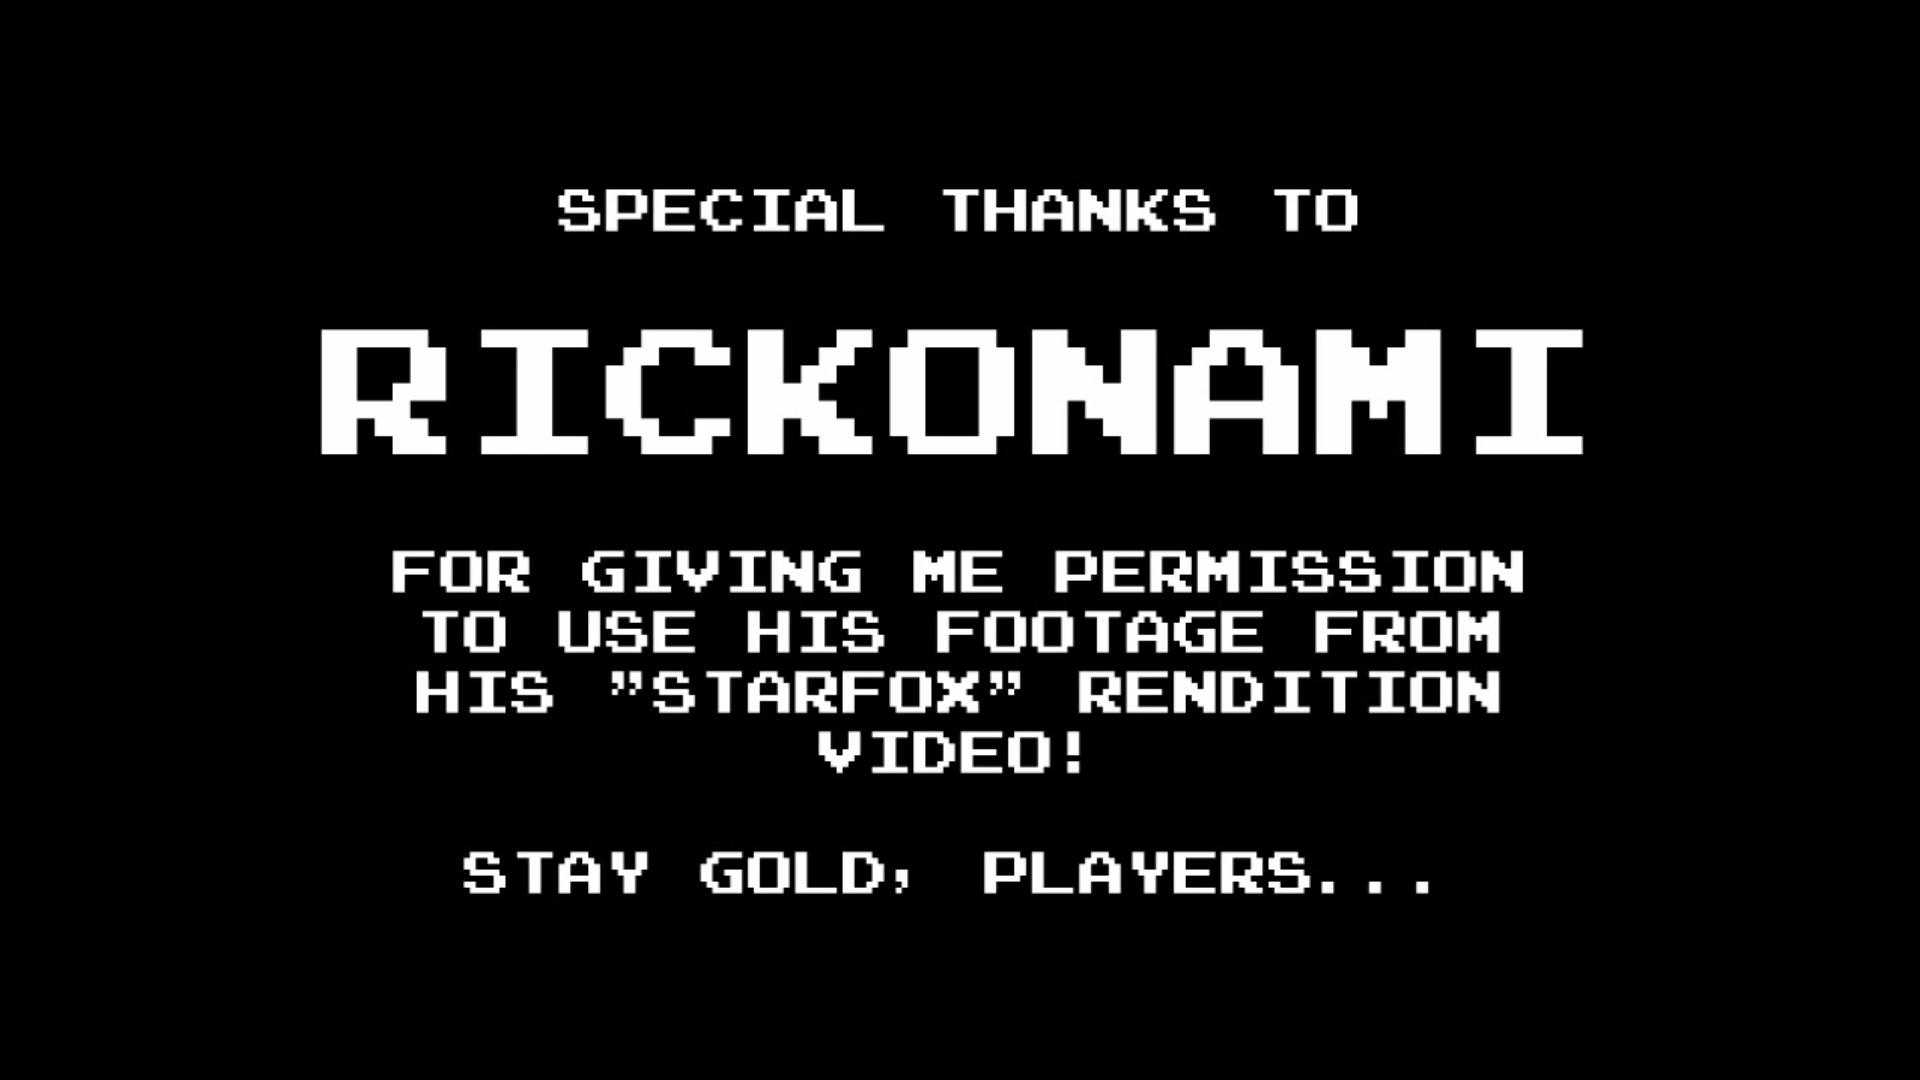 SPECIAL THANKS TO
RICKONAMI
FOR GIVING ME PERMISSION
TO USE HIS FOOTAGE FROM
HIS ”STARFOX” RENDITION
VIDEO!
STAY GOLD, PLAYERS...